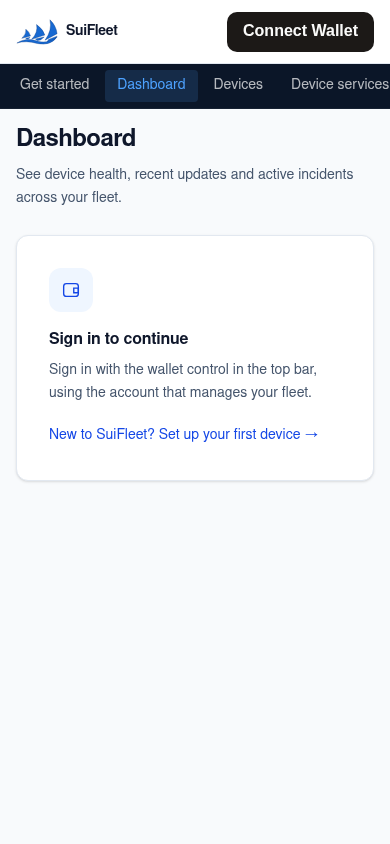 SuiFleet
Connect Wallet
Get started
Dashboard
Devices
Device services
Dashboard
See device health, recent updates and active incidents
across your fleet.
Sign in to continue
Sign in with the wallet control in the top bar,
using the account that manages your fleet.
New to SuiFleet? Set up your first device →